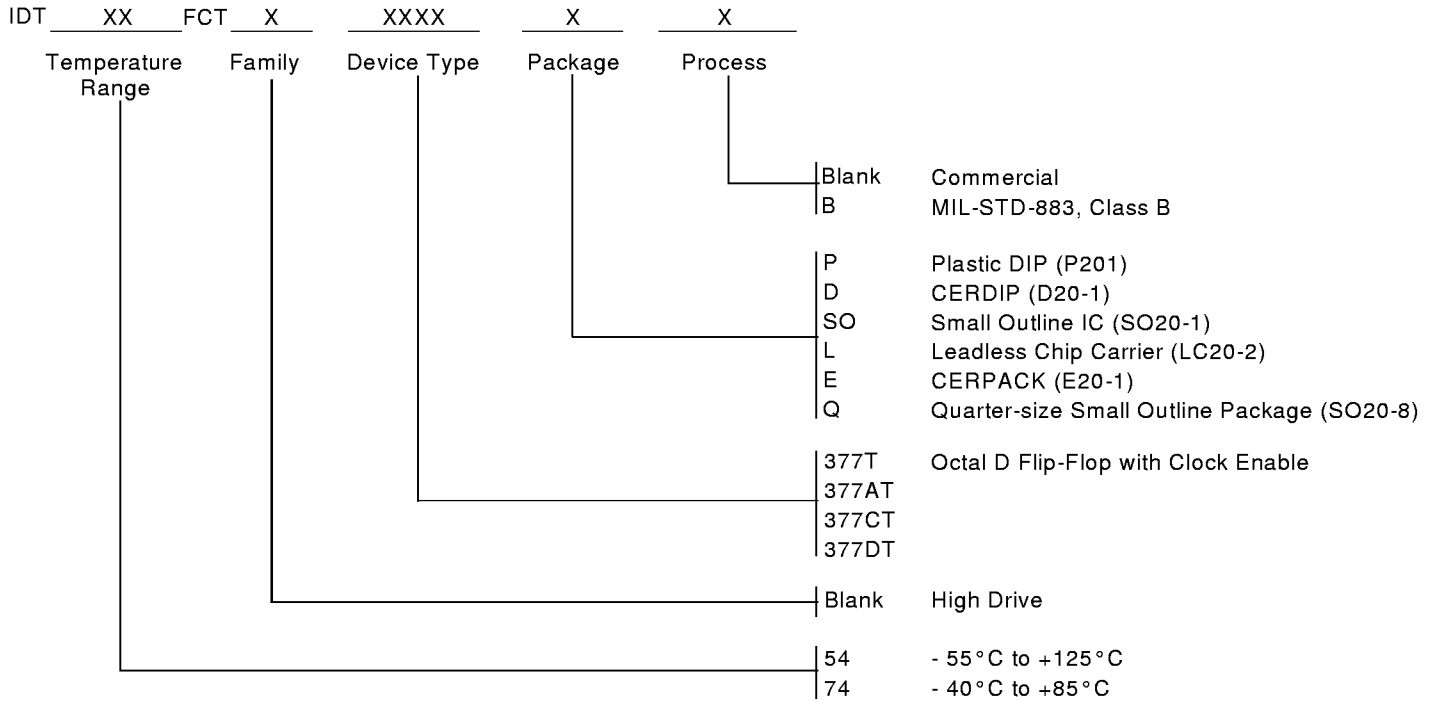 IDT XX FCT X XXXX X X
Temperature Range Family Device Type Package Process
Blank Commercial
B MIL-STD-883, Class B
P Plastic DIP (P201)
D CERDIP (D20-1)
SO Small Outline IC (SO20-1)
L Leadless Chip Carrier (LC20-2)
E CERPACK (E20-1)
Q Quarter-size Small Outline Package (SO20-8)
377T Octal D Flip-Flop with Clock Enable
377AT
377CT
377DT
Blank High Drive
54 - 55°C to +125°C
74 - 40°C to +85°C